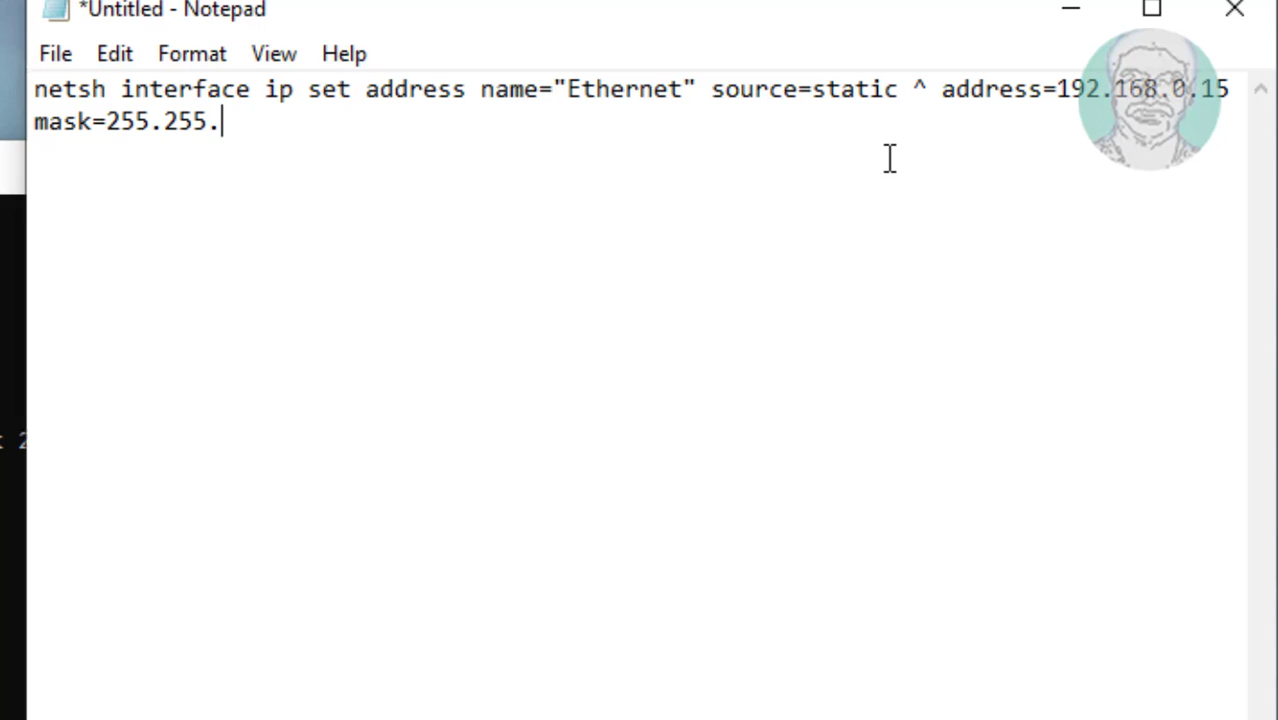 *Untitled - Notepad
File Edit Format View Help
netsh interface ip set address name="Ethernet" source=static ^ address=192.168.0.15
mask=255.255.
2